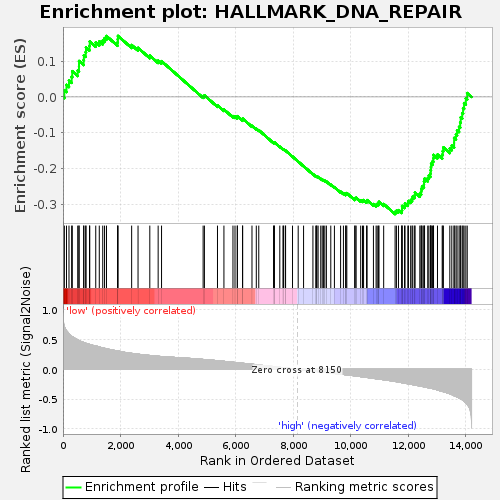 Enrichment plot: HALLMARK_DNA_REPAIR
Enrichment score (ES)
0.1
0.0
-0.1
-0.2
-0.3
'low' (positively correlated)
Ranked list metric (Signal2Noise)
1.0
0.5
0.0
-0.5
-1.0
Zero cross at 8150
'high' (negatively correlated)
0
2,000
4,000
6,000
8,000
10,000
12,000
14,000
Rank in Ordered Dataset
Enrichment profile
Hits
Ranking metric scores